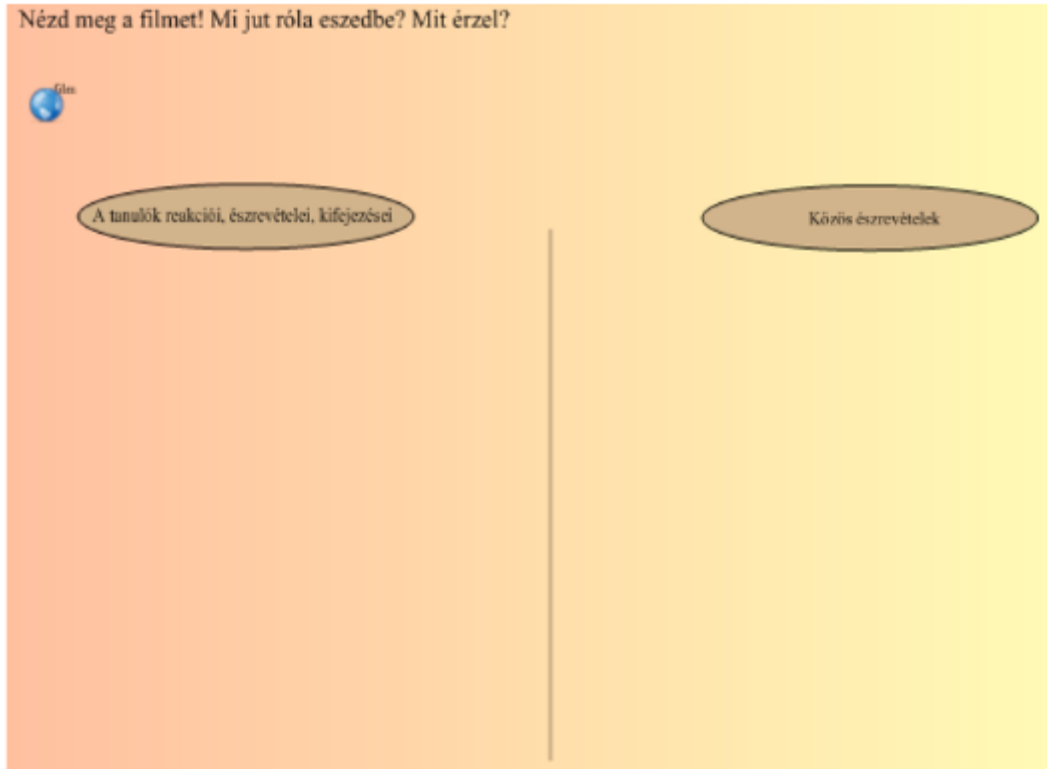 Nézd meg a filmet! Mi jut róla eszedbe? Mit érzel?
film
A tanulók reakciói, észrevételei, kifejezései
Közös észrevételek